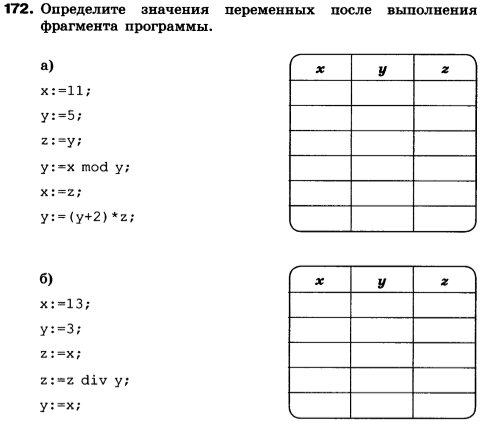 172. Определите значения переменных после выполнения
фрагмента программы.
а)
x y z
x:=11;
y:=5;
z:=y;
y:=x mod y;
x:=z;
y:=(y+2)*z;
б)
x y z
x:=13;
y:=3;
z:=x;
z:=z div y;
y:=x;